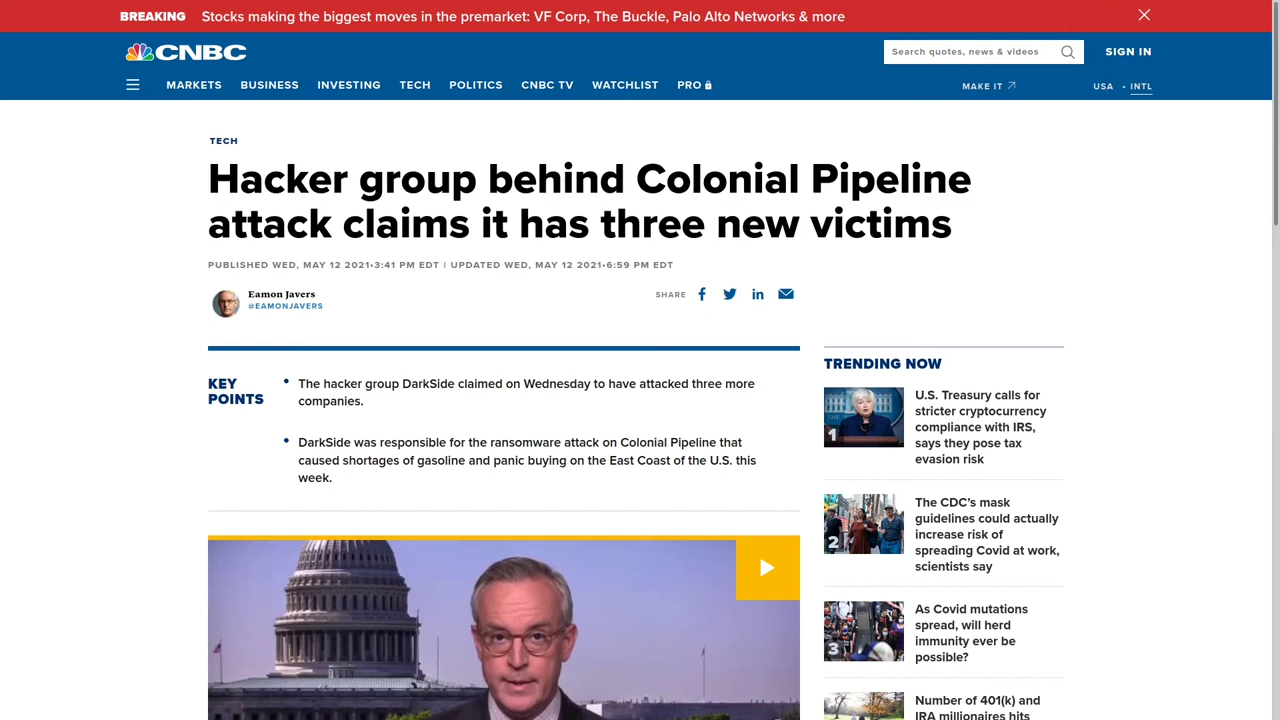 BREAKING Stocks making the biggest moves in the premarket: VF Corp, The Buckle, Palo Alto Networks & more
CNBC
Search quotes, news & videos
SIGN IN
MARKETS BUSINESS INVESTING TECH POLITICS CNBC TV WATCHLIST PRO
MAKE IT
USA • INTL
TECH
Hacker group behind Colonial Pipeline
attack claims it has three new victims
PUBLISHED WED, MAY 12 2021•3:41 PM EDT | UPDATED WED, MAY 12 2021•6:59 PM EDT
Eamon Javers
@EAMONJAVERS
SHARE
KEY
POINTS
• The hacker group DarkSide claimed on Wednesday to have attacked three more
companies.
• DarkSide was responsible for the ransomware attack on Colonial Pipeline that
caused shortages of gasoline and panic buying on the East Coast of the U.S. this
week.
TRENDING NOW
1
U.S. Treasury calls for
stricter cryptocurrency
compliance with IRS,
says they pose tax
evasion risk
2
The CDC's mask
guidelines could actually
increase risk of
spreading Covid at work,
scientists say
3
As Covid mutations
spread, will herd
immunity ever be
possible?
Number of 401(k) and
IRA millionaires hits